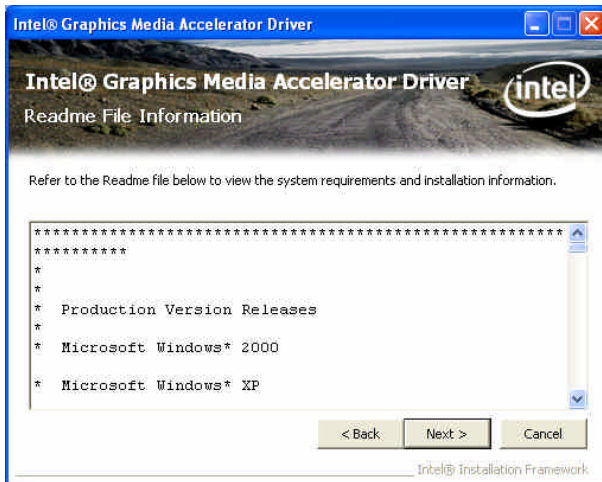 Intel® Graphics Media Accelerator Driver
Intel® Graphics Media Accelerator Driver
intel
Readme File Information
Refer to the Readme file below to view the system requirements and installation information.
*******************************************************
**********
*
*
* Production Version Releases
*
* Microsoft Windows* 2000
* Microsoft Windows* XP
< Back
Next >
Cancel
Intel® Installation Framework